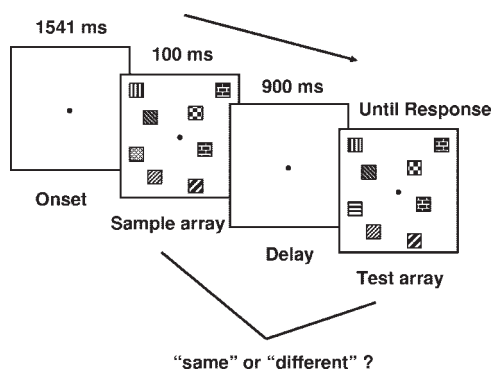 1541 ms
100 ms
900 ms
Until Response
Onset
Sample array
Delay
Test array
“same” or “different” ?